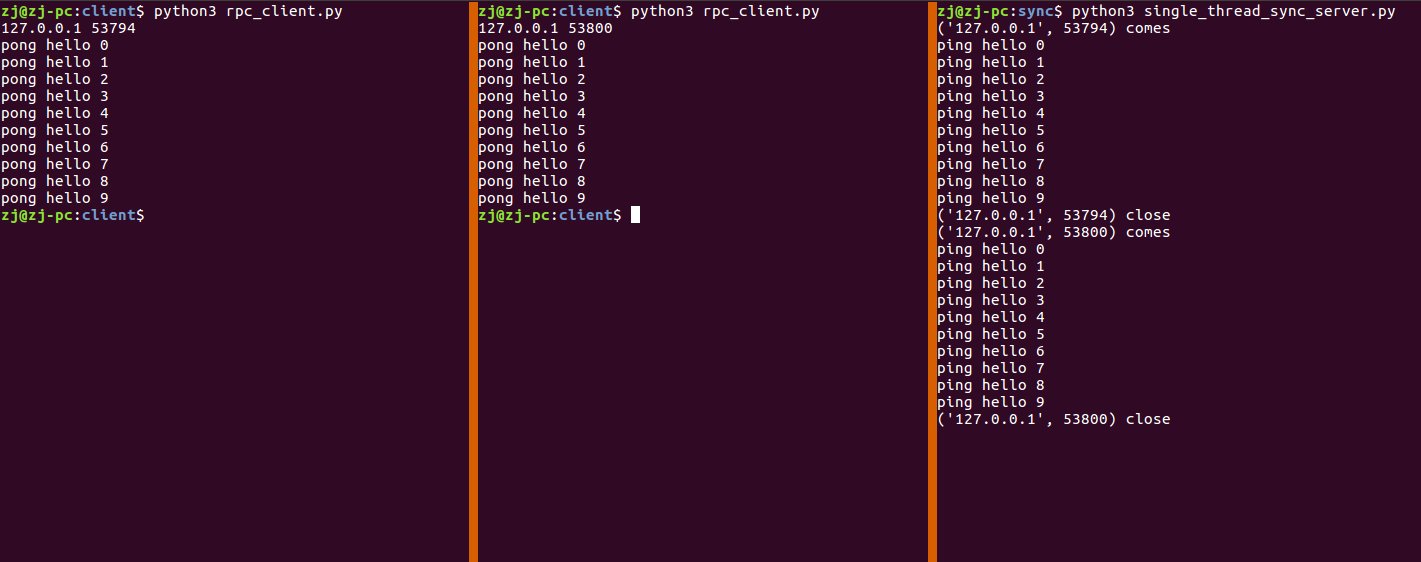 zj@zj-pc:client$ python3 rpc_client.py
127.0.0.1 53794
pong hello 0
pong hello 1
pong hello 2
pong hello 3
pong hello 4
pong hello 5
pong hello 6
pong hello 7
pong hello 8
pong hello 9
zj@zj-pc:client$
zj@zj-pc:client$ python3 rpc_client.py
127.0.0.1 53800
pong hello 0
pong hello 1
pong hello 2
pong hello 3
pong hello 4
pong hello 5
pong hello 6
pong hello 7
pong hello 8
pong hello 9
zj@zj-pc:client$
zj@zj-pc:sync$ python3 single_thread_sync_server.py
('127.0.0.1', 53794) comes
ping hello 0
ping hello 1
ping hello 2
ping hello 3
ping hello 4
ping hello 5
ping hello 6
ping hello 7
ping hello 8
ping hello 9
('127.0.0.1', 53794) close
('127.0.0.1', 53800) comes
ping hello 0
ping hello 1
ping hello 2
ping hello 3
ping hello 4
ping hello 5
ping hello 6
ping hello 7
ping hello 8
ping hello 9
('127.0.0.1', 53800) close